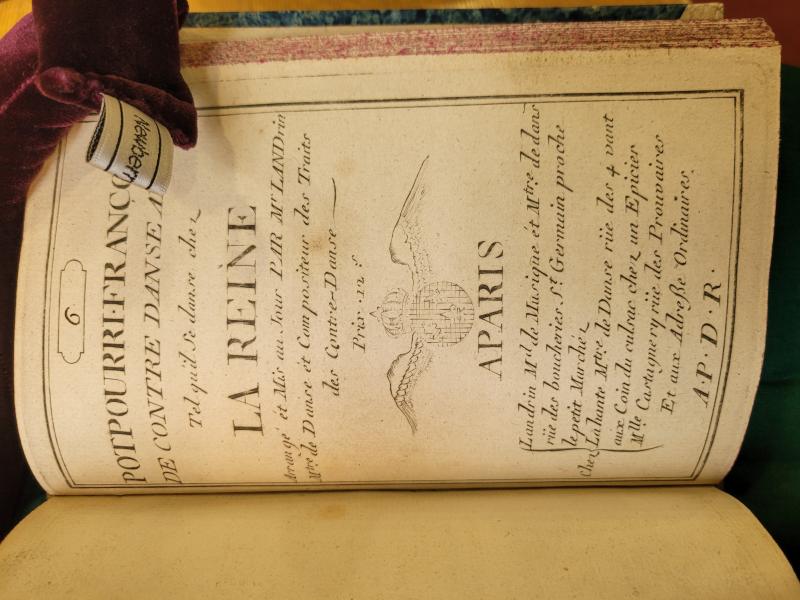 6
POTPOURRI FRANÇO
DE CONTRE DANSE A
Tel qu'il se danse chez
LA REINE
Arrangé et Mis au Jour PAR Mr LANDrin
Mtre de Danse et Compositeur des Traits
des Contre-Danse
Prix .12 s.
A PARIS
Landrin Md de Musique et Mtre de dans
rüe des boucheries St Germain proche
le petit Marchéz
Chez Lahante Mtre de Danse rüe des 4 vant
aux Coin du culsac chez un Epicier
Mlle Castagnery rüe des Prouvaires
Et aux Adresse Ordinaires
A·P·D·R·
Newberr